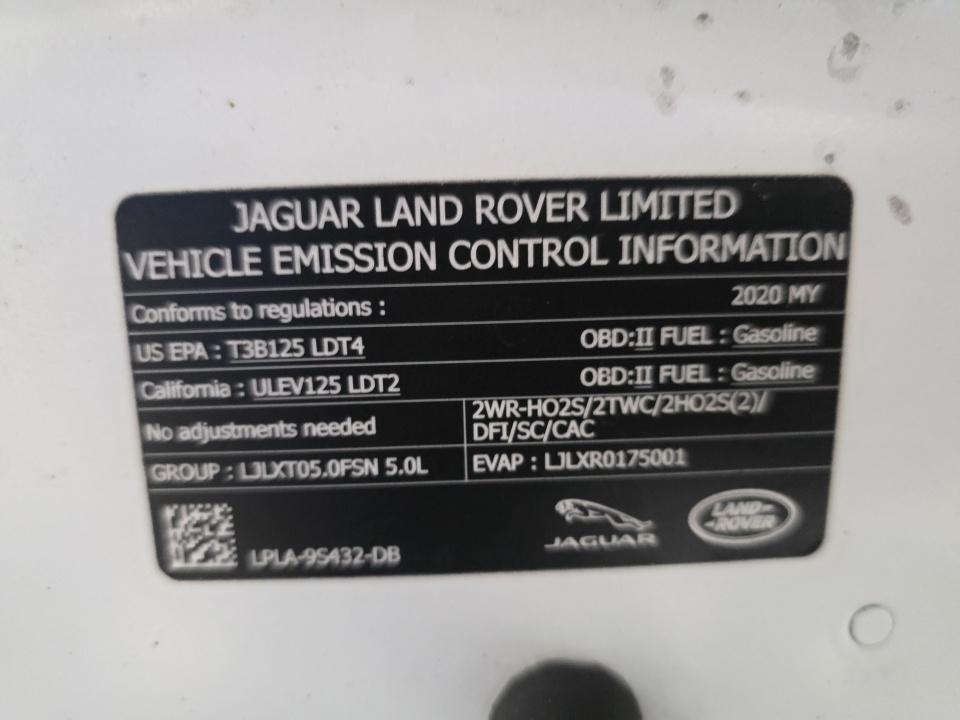 JAGUAR LAND ROVER LIMITED
VEHICLE EMISSION CONTROL INFORMATION
Conforms to regulations : 2020 MY
US EPA : T3B125 LDT4 OBD:II FUEL : Gasoline
California : ULEV125 LDT2 OBD:II FUEL : Gasoline
No adjustments needed
2WR-HO2S/2TWC/2HO2S(2)/
DFI/SC/CAC
GROUP : LJLXT05.0FSN 5.0L
EVAP : LJLXR0175001
LPLA-9S432-DB
JAGUAR
LAND-
-ROVER